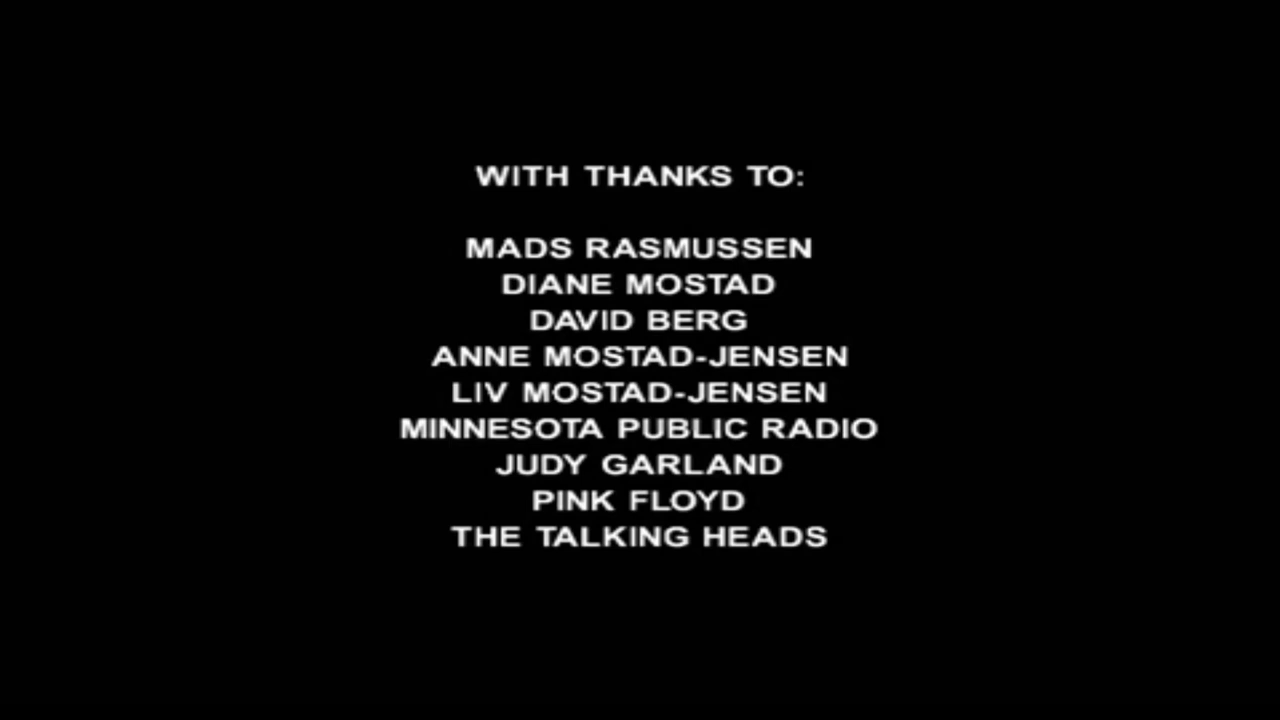 WITH THANKS TO:
MADS RASMUSSEN
DIANE MOSTAD
DAVID BERG
ANNE MOSTAD-JENSEN
LIV MOSTAD-JENSEN
MINNESOTA PUBLIC RADIO
JUDY GARLAND
PINK FLOYD
THE TALKING HEADS